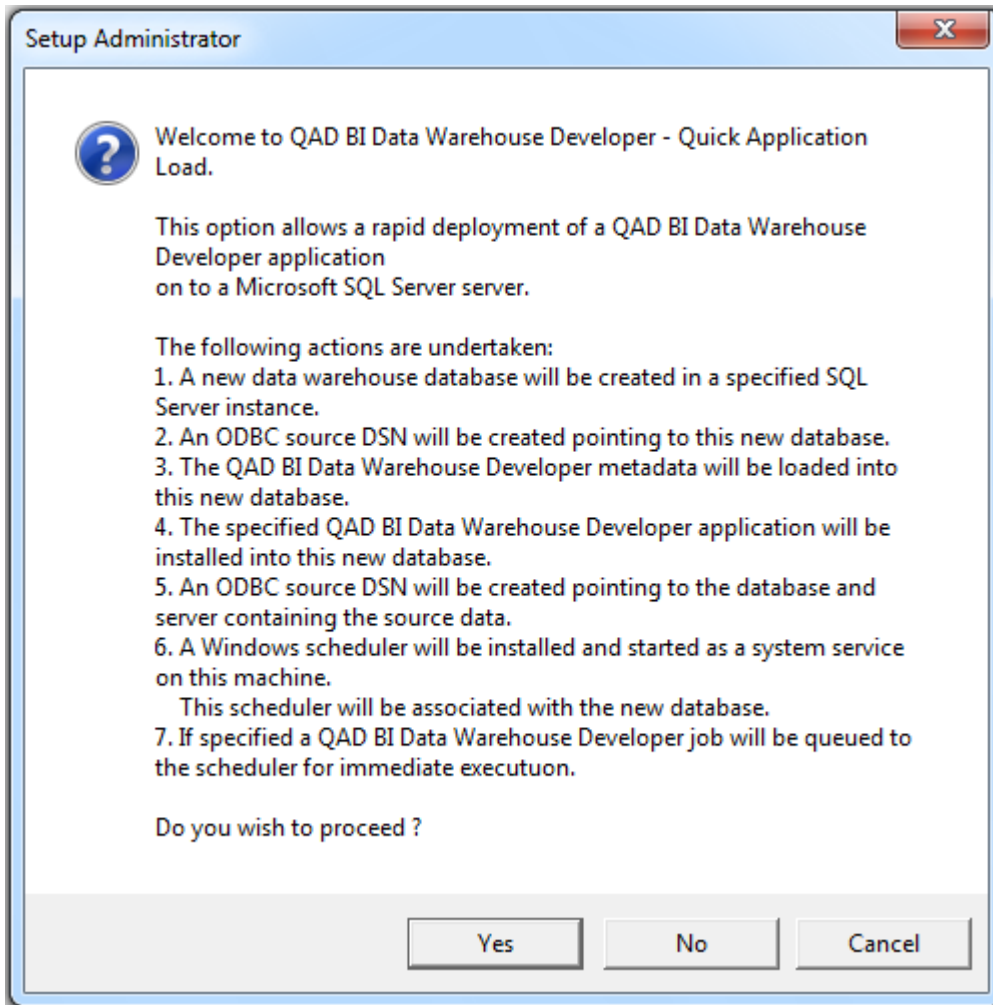 Setup Administrator
Welcome to QAD BI Data Warehouse Developer - Quick Application
Load.
This option allows a rapid deployment of a QAD BI Data Warehouse
Developer application
on to a Microsoft SQL Server server.
The following actions are undertaken:
1. A new data warehouse database will be created in a specified SQL
Server instance.
2. An ODBC source DSN will be created pointing to this new database.
3. The QAD BI Data Warehouse Developer metadata will be loaded into
this new database.
4. The specified QAD BI Data Warehouse Developer application will be
installed into this new database.
5. An ODBC source DSN will be created pointing to the database and
server containing the source data.
6. A Windows scheduler will be installed and started as a system service
on this machine.
This scheduler will be associated with the new database.
7. If specified a QAD BI Data Warehouse Developer job will be queued to
the scheduler for immediate executuon.
Do you wish to proceed ?
Yes No Cancel